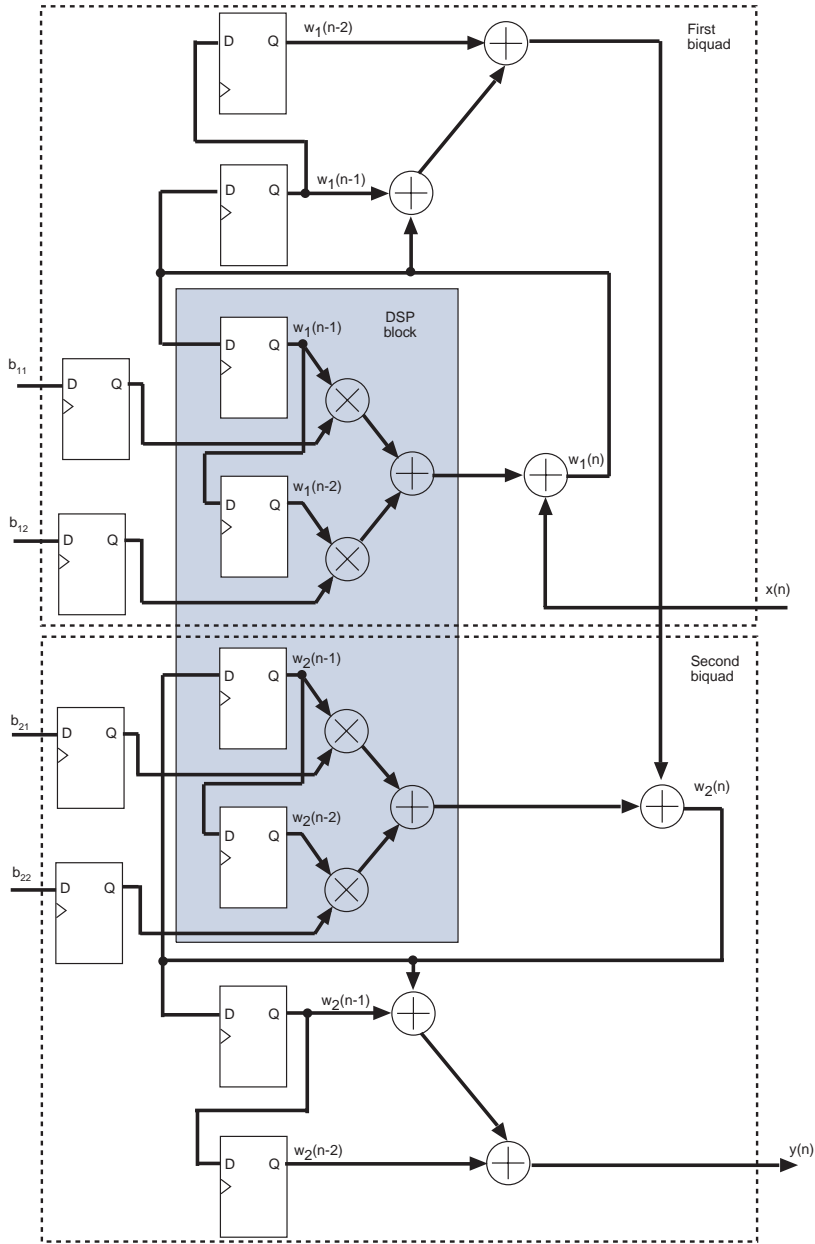 w1(n-2)
First
biquad
D Q
w1(n-1)
D Q
DSP
block
w1(n-1)
D Q
b11
D Q
w1(n)
w1(n-2)
D Q
b12
D Q
x(n)
w2(n-1)
Second
biquad
D Q
b21
D Q
w2(n)
w2(n-2)
D Q
b22
D Q
w2(n-1)
D Q
w2(n-2)
D Q
y(n)